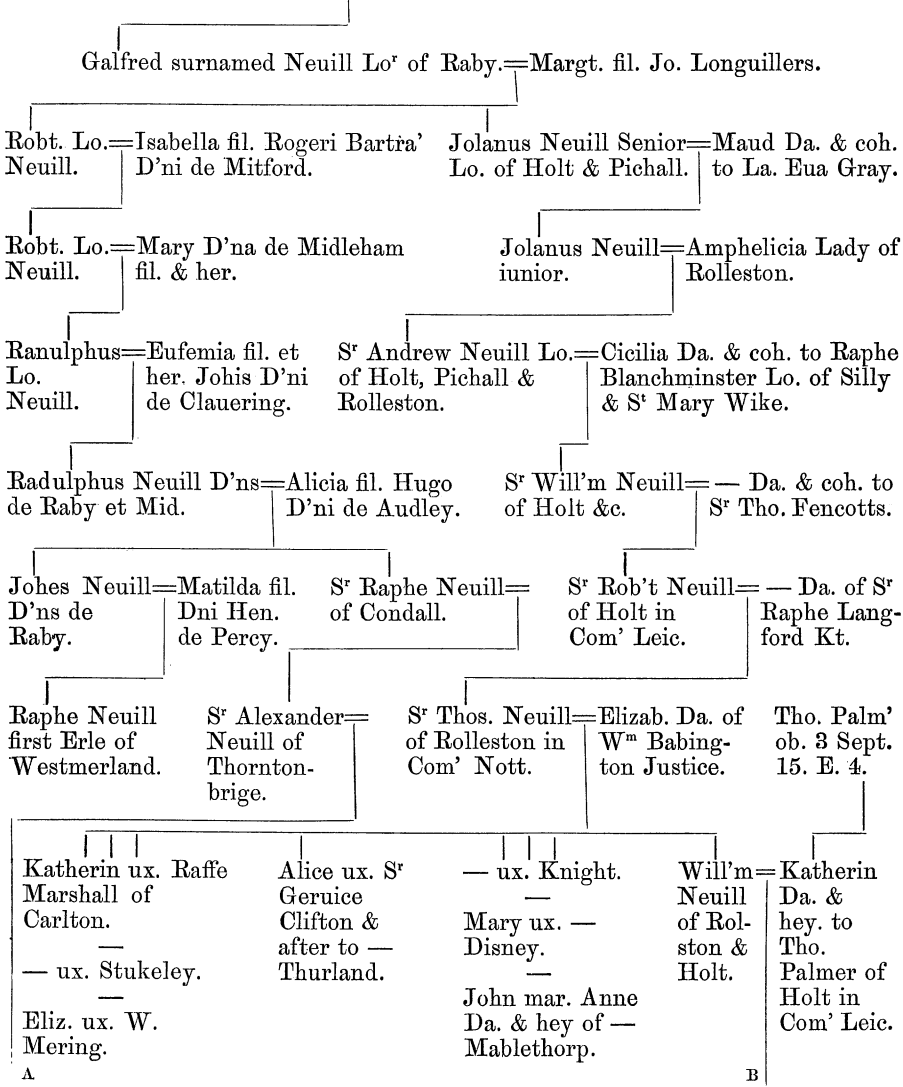 Galfred surnamed Neuill Loʳ of Raby.=Margt. fil. Jo. Longuillers.
Robt. Lo.=Isabella fil. Rogeri Bartra'
Neuill. D'ni de Mitford.
Jolanus Neuill Senior=Maud Da. & coh.
Lo. of Holt & Pichall. to La. Eua Gray.
Robt. Lo.=Mary D'na de Midleham
Neuill. fil. & her.
Jolanus Neuill=Amphelicia Lady of
iunior. Rolleston.
Ranulphus=Eufemia fil. et
Lo. her. Johis D'ni
Neuill. de Clauering.
Sʳ Andrew Neuill Lo.=Cicilia Da. & coh. to Raphe
of Holt, Pichall & Blanchminster Lo. of Silly
Rolleston. & Sᵗ Mary Wike.
Radulphus Neuill D'ns=Alicia fil. Hugo
de Raby et Mid. D'ni de Audley.
Sʳ Will'm Neuill=— Da. & coh. to
of Holt &c. Sʳ Tho. Fencotts.
Johes Neuill=Matilda fil.
D'ns de Dni Hen.
Raby. de Percy.
Sʳ Raphe Neuill=
of Condall.
Sʳ Rob't Neuill=— Da. of Sʳ
of Holt in Raphe Lang-
Com' Leic. ford Kt.
Raphe Neuill
first Erle of
Westmerland.
Sʳ Alexander=
Neuill of
Thornton-
brige.
Sʳ Thos. Neuill=Elizab. Da. of
of Rolleston in Wᵐ Babing-
Com' Nott. ton Justice.
Tho. Palm'
ob. 3 Sept.
15. E. 4.
Katherin ux. Raffe
Marshall of
Carlton.
—
— ux. Stukeley.
—
Eliz. ux. W.
Mering.
Alice ux. Sʳ
Geruice
Clifton &
after to —
Thurland.
— ux. Knight.
—
Mary ux. —
Disney.
—
John mar. Anne
Da. & hey of —
Mablethorp.
Will'm=Katherin
Neuill Da. &
of Rol- hey. to
ston & Tho.
Holt. Palmer of
Holt in
Com' Leic.
A B